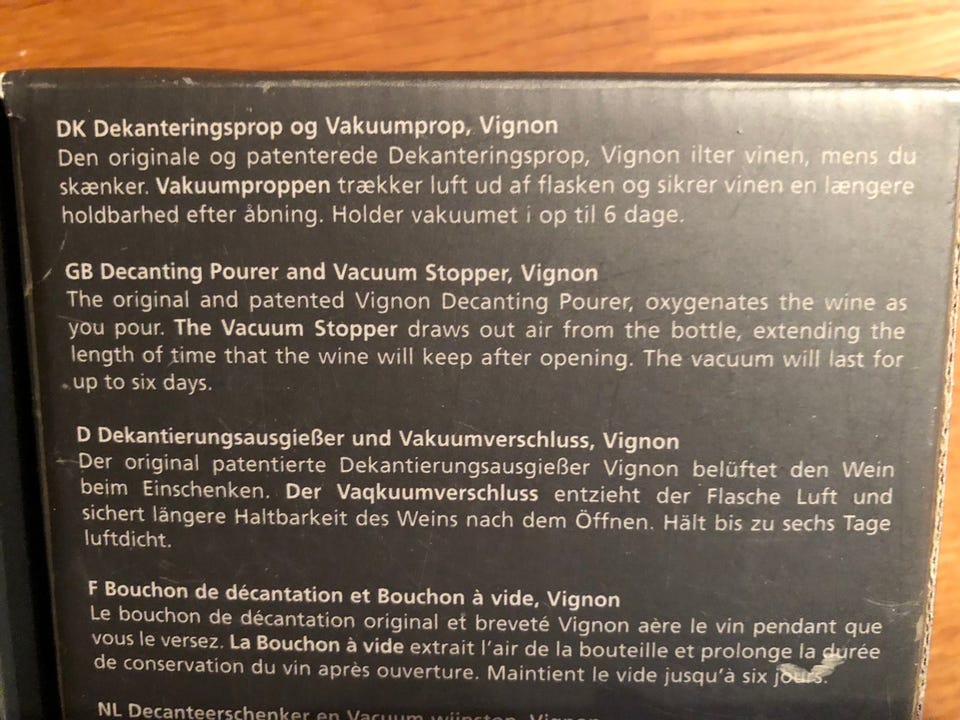 DK Dekanteringsprop og Vakuumprop, Vignon
Den originale og patenterede Dekanteringsprop, Vignon ilter vinen, mens du
skænker. Vakuumproppen trækker luft ud af flasken og sikrer vinen en længere
holdbarhed efter åbning. Holder vakuumet i op til 6 dage.
GB Decanting Pourer and Vacuum Stopper, Vignon
The original and patented Vignon Decanting Pourer, oxygenates the wine as
you pour. The Vacuum Stopper draws out air from the bottle, extending the
length of time that the wine will keep after opening. The vacuum will last for
up to six days.
D Dekantierungsausgießer und Vakuumverschluss, Vignon
Der original patentierte Dekantierungsausgießer Vignon belüftet den Wein
beim Einschenken. Der Vaqkuumverschluss entzieht der Flasche Luft und
sichert längere Haltbarkeit des Weins nach dem Öffnen. Hält bis zu sechs Tage
luftdicht.
F Bouchon de décantation et Bouchon à vide, Vignon
Le bouchon de décantation original et breveté Vignon aère le vin pendant que
vous le versez. La Bouchon à vide extrait l'air de la bouteille et prolonge la durée
de conservation du vin après ouverture. Maintient le vide jusqu'à six jours.
NL Decanteerschenker en Vacuum wijnstop, Vignon